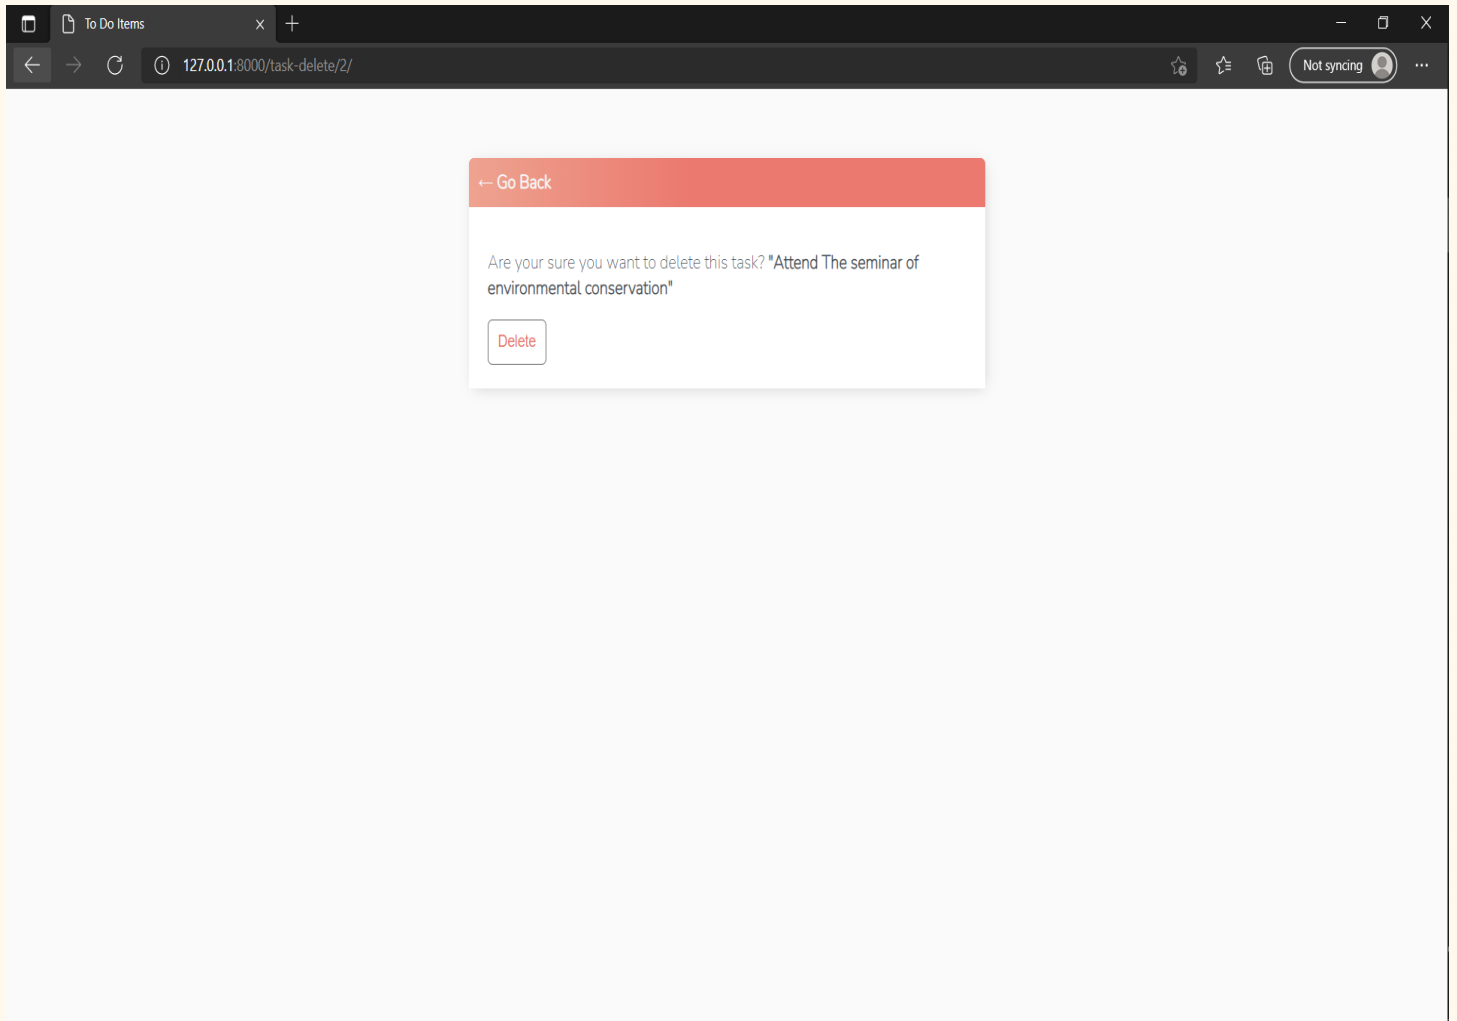 To Do Items
127.0.0.1:8000/task-delete/2/
Not syncing
← Go Back
Are your sure you want to delete this task? "Attend The seminar of
environmental conservation"
Delete